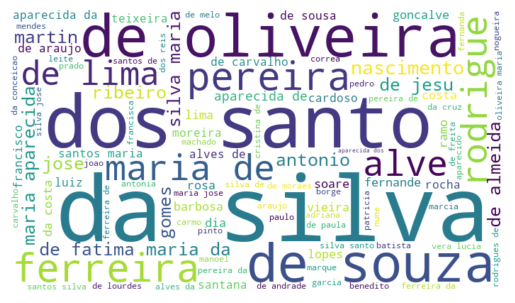 aparecida da
teixeira
de sousa
goncalve
de melo
mendes
martin
de oliveira
de araujo
leite
prado
santos de
dos reis
silva maria
de carvalho
correa
nascimento
fernanda
rodrigue
nogueira
oliveira maria
de lima
pereira
pedro
pereira de
ribeiro
aparecida de
cardoso
costa
de jesu
da cruz
silva jose
da conceicao
francisco
carvalho
maria aparecida
dos santo
lima
santos maria
moreira
francisca
machado
alves de
cristina de
ramo
de freita
aparecido
de almeida
aparecida dos
jose
joao
maria de
antonio
alve
luiz
antonia
rosa
silva de
de moraes
soare
fernande
rocha
da costa
ferreira de
gomes
da silva
barbosa
maria jose
borge
araujo
nune
patricia
marcia
carmo
dia
pinto
paulo
adriana
vieira
de paula
rodrigues de
de fatima
maria da
silva santo
batista
vera lucia
ferreira
manoel
pereira da
lopes
marque
de souza
santana
garcia
santos silva
de lourdes
alves da
de andrade
benedito
ferreira da